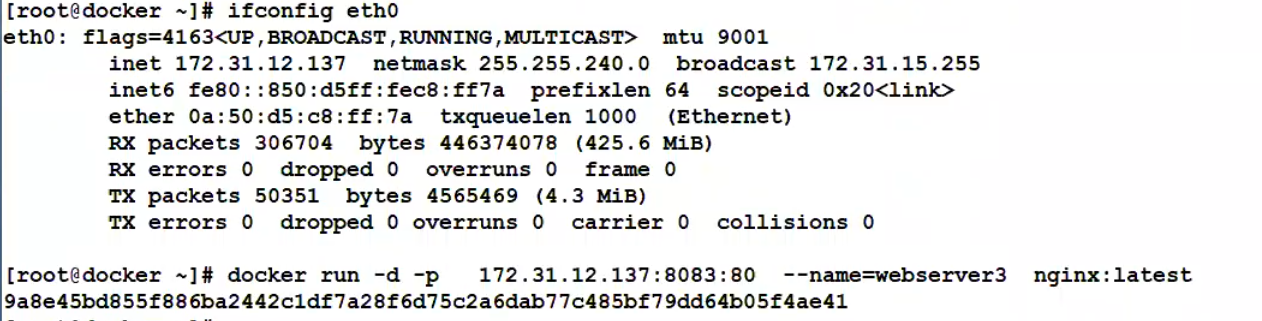 [root@docker ~]# ifconfig eth0
eth0: flags=4163<UP,BROADCAST,RUNNING,MULTICAST>  mtu 9001
        inet 172.31.12.137  netmask 255.255.240.0  broadcast 172.31.15.255
        inet6 fe80::850:d5ff:fec8:ff7a  prefixlen 64  scopeid 0x20<link>
        ether 0a:50:d5:c8:ff:7a  txqueuelen 1000  (Ethernet)
        RX packets 306704  bytes 446374078 (425.6 MiB)
        RX errors 0  dropped 0  overruns 0  frame 0
        TX packets 50351  bytes 4565469 (4.3 MiB)
        TX errors 0  dropped 0 overruns 0  carrier 0  collisions 0
[root@docker ~]# docker run -d -p   172.31.12.137:8083:80  --name=webserver3  nginx:latest
9a8e45bd855f886ba2442c1df7a28f6d75c2a6dab77c485bf79dd64b05f4ae41